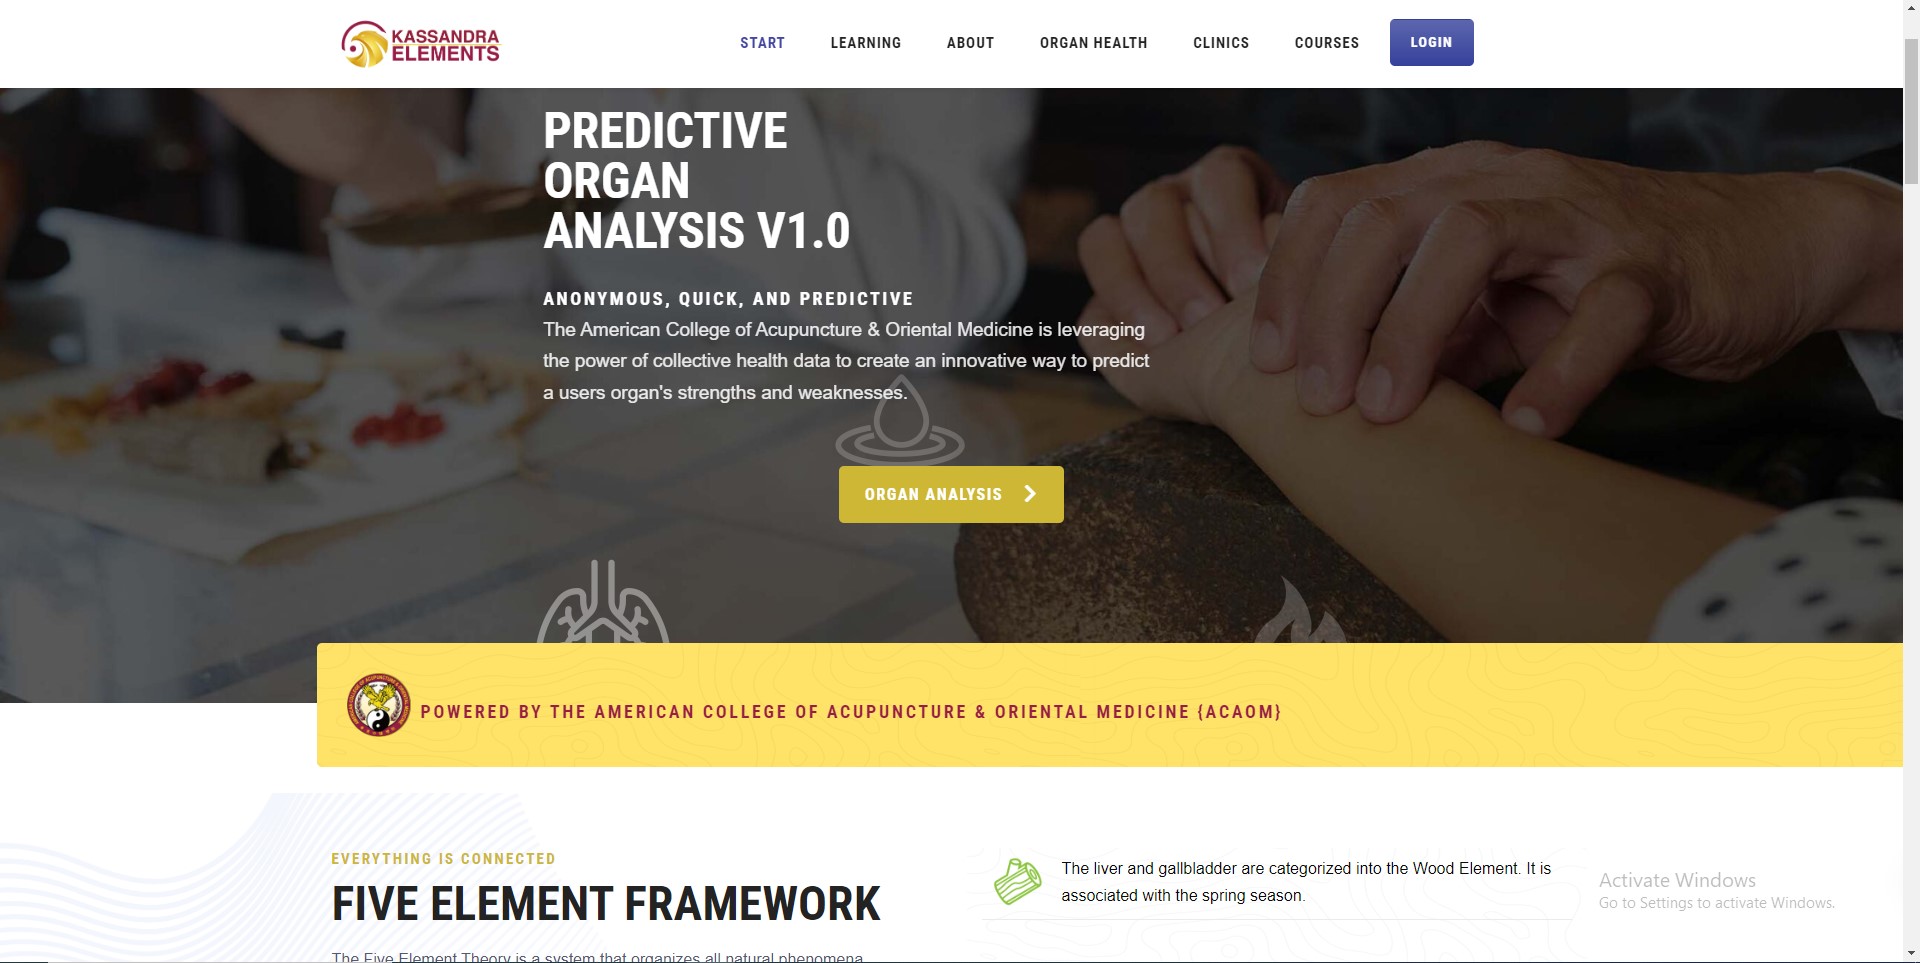 KASSANDRA
ELEMENTS
START
LEARNING
ABOUT
ORGAN HEALTH
CLINICS
COURSES
LOGIN
PREDICTIVE
ORGAN
ANALYSIS V1.0
ANONYMOUS, QUICK, AND PREDICTIVE
The American College of Acupuncture & Oriental Medicine is leveraging
the power of collective health data to create an innovative way to predict
a users organ's strengths and weaknesses.
ORGAN ANALYSIS
POWERED BY THE AMERICAN COLLEGE OF ACUPUNCTURE & ORIENTAL MEDICINE {ACAOM}
EVERYTHING IS CONNECTED
FIVE ELEMENT FRAMEWORK
The Five Element Theory is a system that organizes all natural phenomena
The liver and gallbladder are categorized into the Wood Element. It is
associated with the spring season.
Activate Windows
Go to Settings to activate Windows.